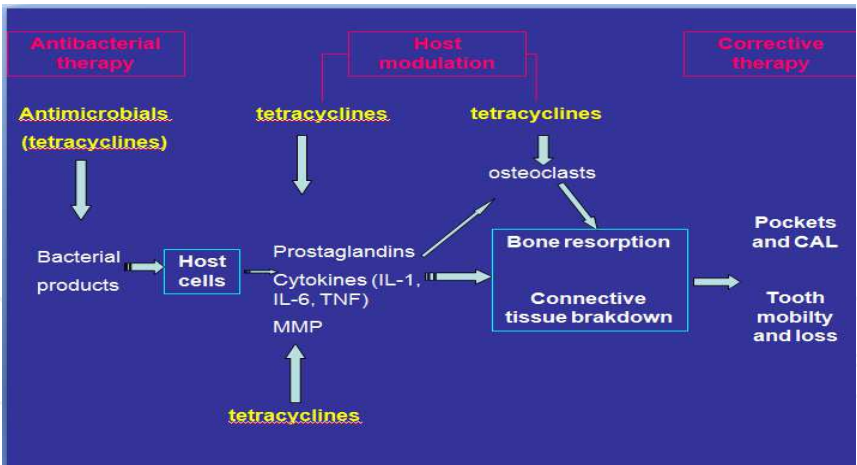 Antibacterial
therapy
Host
modulation
Corrective
therapy
Antimicrobials
(tetracyclines)
tetracyclines
tetracyclines
osteoclasts
Bacterial
products
Host
cells
Prostaglandins
Cytokines (IL-1,
IL-6, TNF)
MMP
Bone resorption
Connective
tissue brakdown
Pockets
and CAL
Tooth
mobilty
and loss
tetracyclines